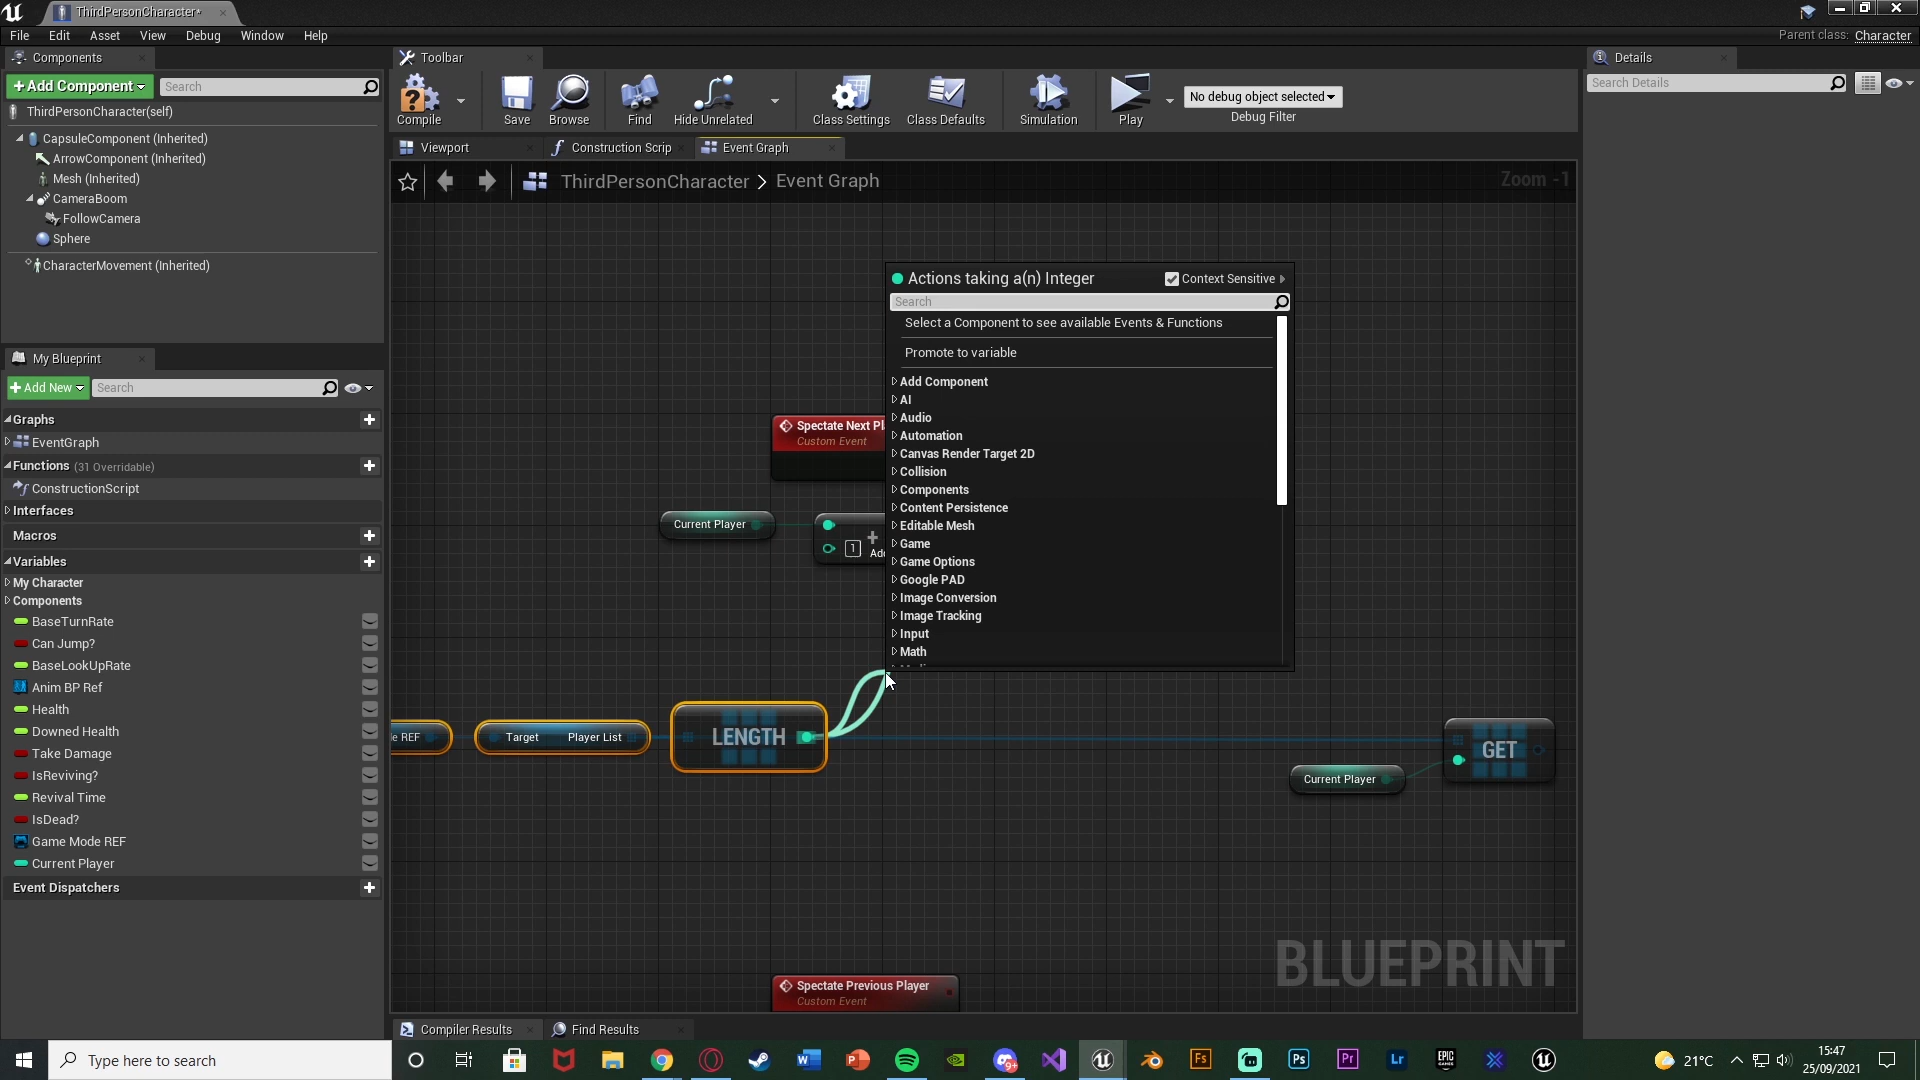 ThirdPersonCharacter*
File Edit Asset View Debug Window Help
Parent class: Character
Components
Toolbar
Details
+Add Component
Search
Search Details
ThirdPersonCharacter(self)
CapsuleComponent (Inherited)
ArrowComponent (Inherited)
Mesh (Inherited)
CameraBoom
FollowCamera
Sphere
CharacterMovement (Inherited)
Compile
Save
Browse
Find
Hide Unrelated
Class Settings
Class Defaults
Simulation
Play
No debug object selected
Debug Filter
Viewport
Construction Scrip
Event Graph
ThirdPersonCharacter > Event Graph
Zoom -1
My Blueprint
+Add New
Search
Graphs
EventGraph
Functions (31 Overridable)
ConstructionScript
Interfaces
Macros
Variables
My Character
Components
BaseTurnRate
Can Jump?
BaseLookUpRate
Anim BP Ref
Health
Downed Health
Take Damage
IsReviving?
Revival Time
IsDead?
Game Mode REF
Current Player
Event Dispatchers
Actions taking a(n) Integer
Context Sensitive
Search
Select a Component to see available Events & Functions
Promote to variable
Add Component
AI
Audio
Automation
Canvas Render Target 2D
Collision
Components
Content Persistence
Editable Mesh
Game
Game Options
Google PAD
Image Conversion
Image Tracking
Input
Math
Spectate Next Pl
Custom Event
Current Player
1
Add
e REF
Target Player List
LENGTH
GET
Current Player
BLUEPRINT
Spectate Previous Player
Custom Event
Compiler Results
Find Results
Type here to search
21°C
15:47
25/09/2021